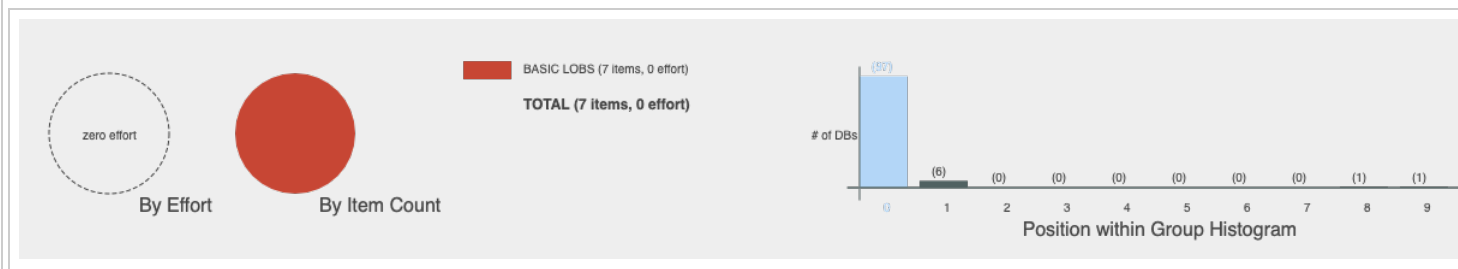 zero effort
By Effort
By Item Count
BASIC LOBS (7 items, 0 effort)
TOTAL (7 items, 0 effort)
# of DBs
(97)
(6)
(0)
(0)
(0)
(0)
(0)
(0)
(1)
(1)
0 1 2 3 4 5 6 7 8 9
Position within Group Histogram